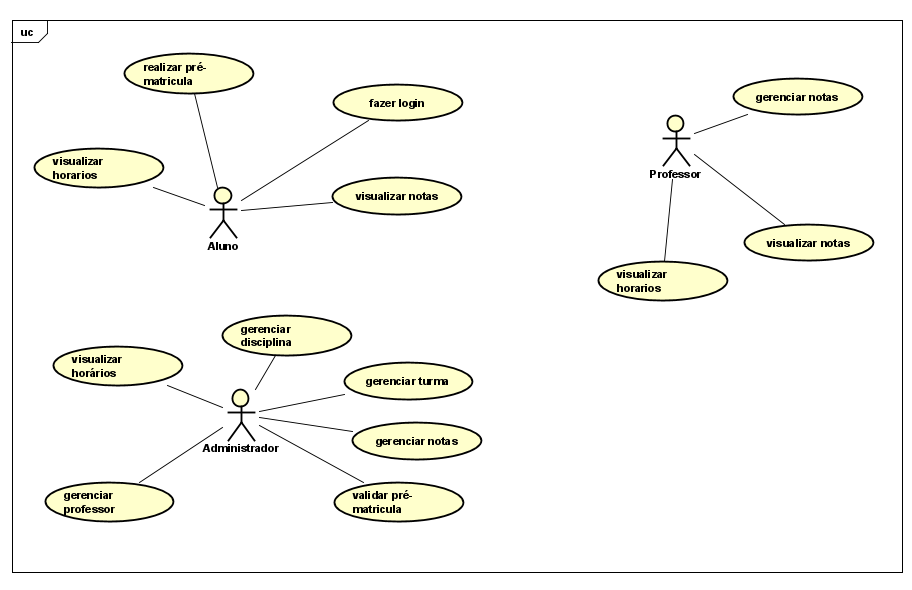 uc
realizar pré-
matricula
fazer login
visualizar
horarios
visualizar notas
Aluno
gerenciar notas
Professor
visualizar notas
visualizar
horarios
gerenciar
disciplina
visualizar
horários
gerenciar turma
gerenciar notas
Administrador
gerenciar
professor
validar pré-
matricula